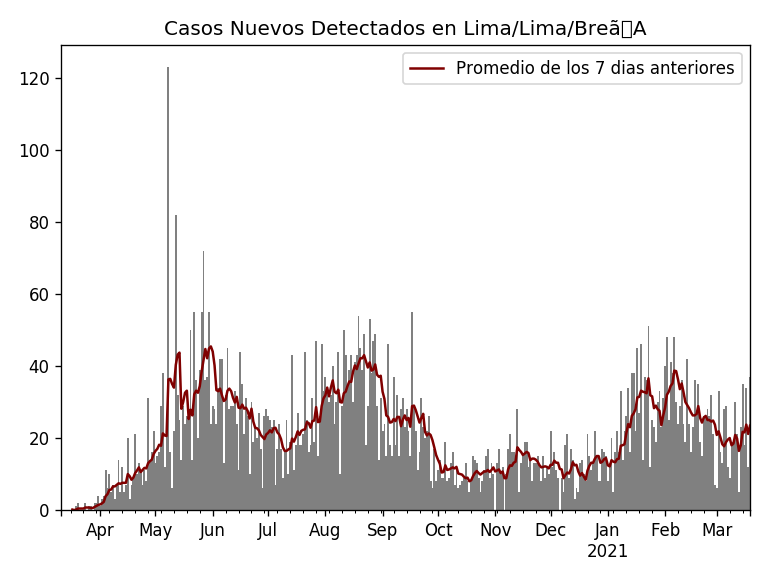 Casos Nuevos Detectados en Lima/Lima/Breã▯A
Promedio de los 7 dias anteriores
120
100
80
60
40
20
0
Apr May Jun Jul Aug Sep Oct Nov Dec Jan Feb Mar
2021